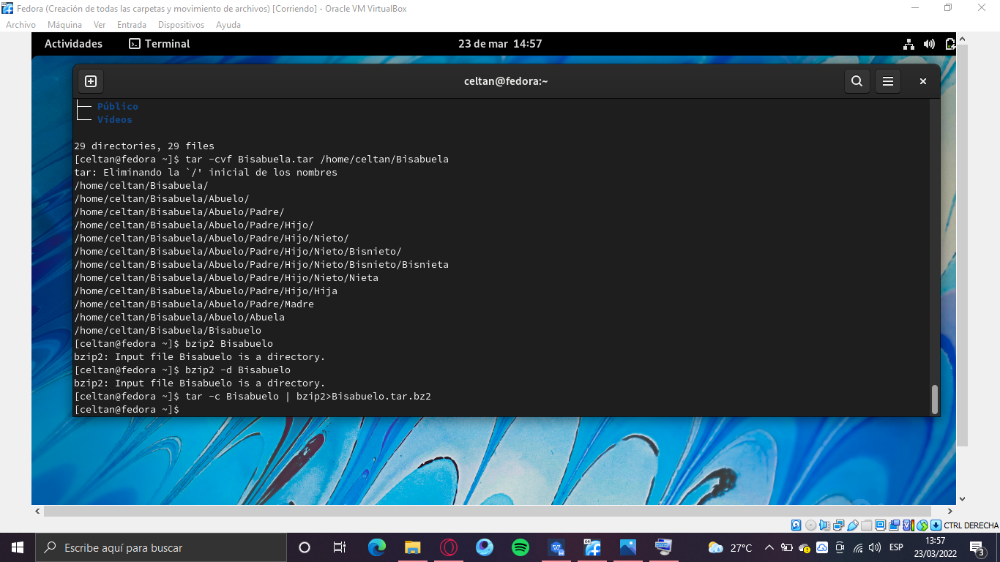 Fedora (Creación de todas las carpetas y movimiento de archivos) [Corriendo] - Oracle VM VirtualBox
Archivo Máquina Ver Entrada Dispositivos Ayuda
Actividades Terminal 23 de mar 14:57
celtan@fedora:~
├── Público
└── Vídeos
29 directories, 29 files
[celtan@fedora ~]$ tar -cvf Bisabuela.tar /home/celtan/Bisabuela
tar: Eliminando la `/' inicial de los nombres
/home/celtan/Bisabuela/
/home/celtan/Bisabuela/Abuelo/
/home/celtan/Bisabuela/Abuelo/Padre/
/home/celtan/Bisabuela/Abuelo/Padre/Hijo/
/home/celtan/Bisabuela/Abuelo/Padre/Hijo/Nieto/
/home/celtan/Bisabuela/Abuelo/Padre/Hijo/Nieto/Bisnieto/
/home/celtan/Bisabuela/Abuelo/Padre/Hijo/Nieto/Bisnieto/Bisnieta
/home/celtan/Bisabuela/Abuelo/Padre/Hijo/Nieto/Nieta
/home/celtan/Bisabuela/Abuelo/Padre/Hijo/Hija
/home/celtan/Bisabuela/Abuelo/Padre/Madre
/home/celtan/Bisabuela/Abuelo/Abuela
/home/celtan/Bisabuela/Bisabuelo
[celtan@fedora ~]$ bzip2 Bisabuelo
bzip2: Input file Bisabuelo is a directory.
[celtan@fedora ~]$ bzip2 -d Bisabuelo
bzip2: Input file Bisabuelo is a directory.
[celtan@fedora ~]$ tar -c Bisabuelo | bzip2>Bisabuelo.tar.bz2
[celtan@fedora ~]$
CTRL DERECHA
Escribe aquí para buscar
27°C
ESP
13:57
23/03/2022
3